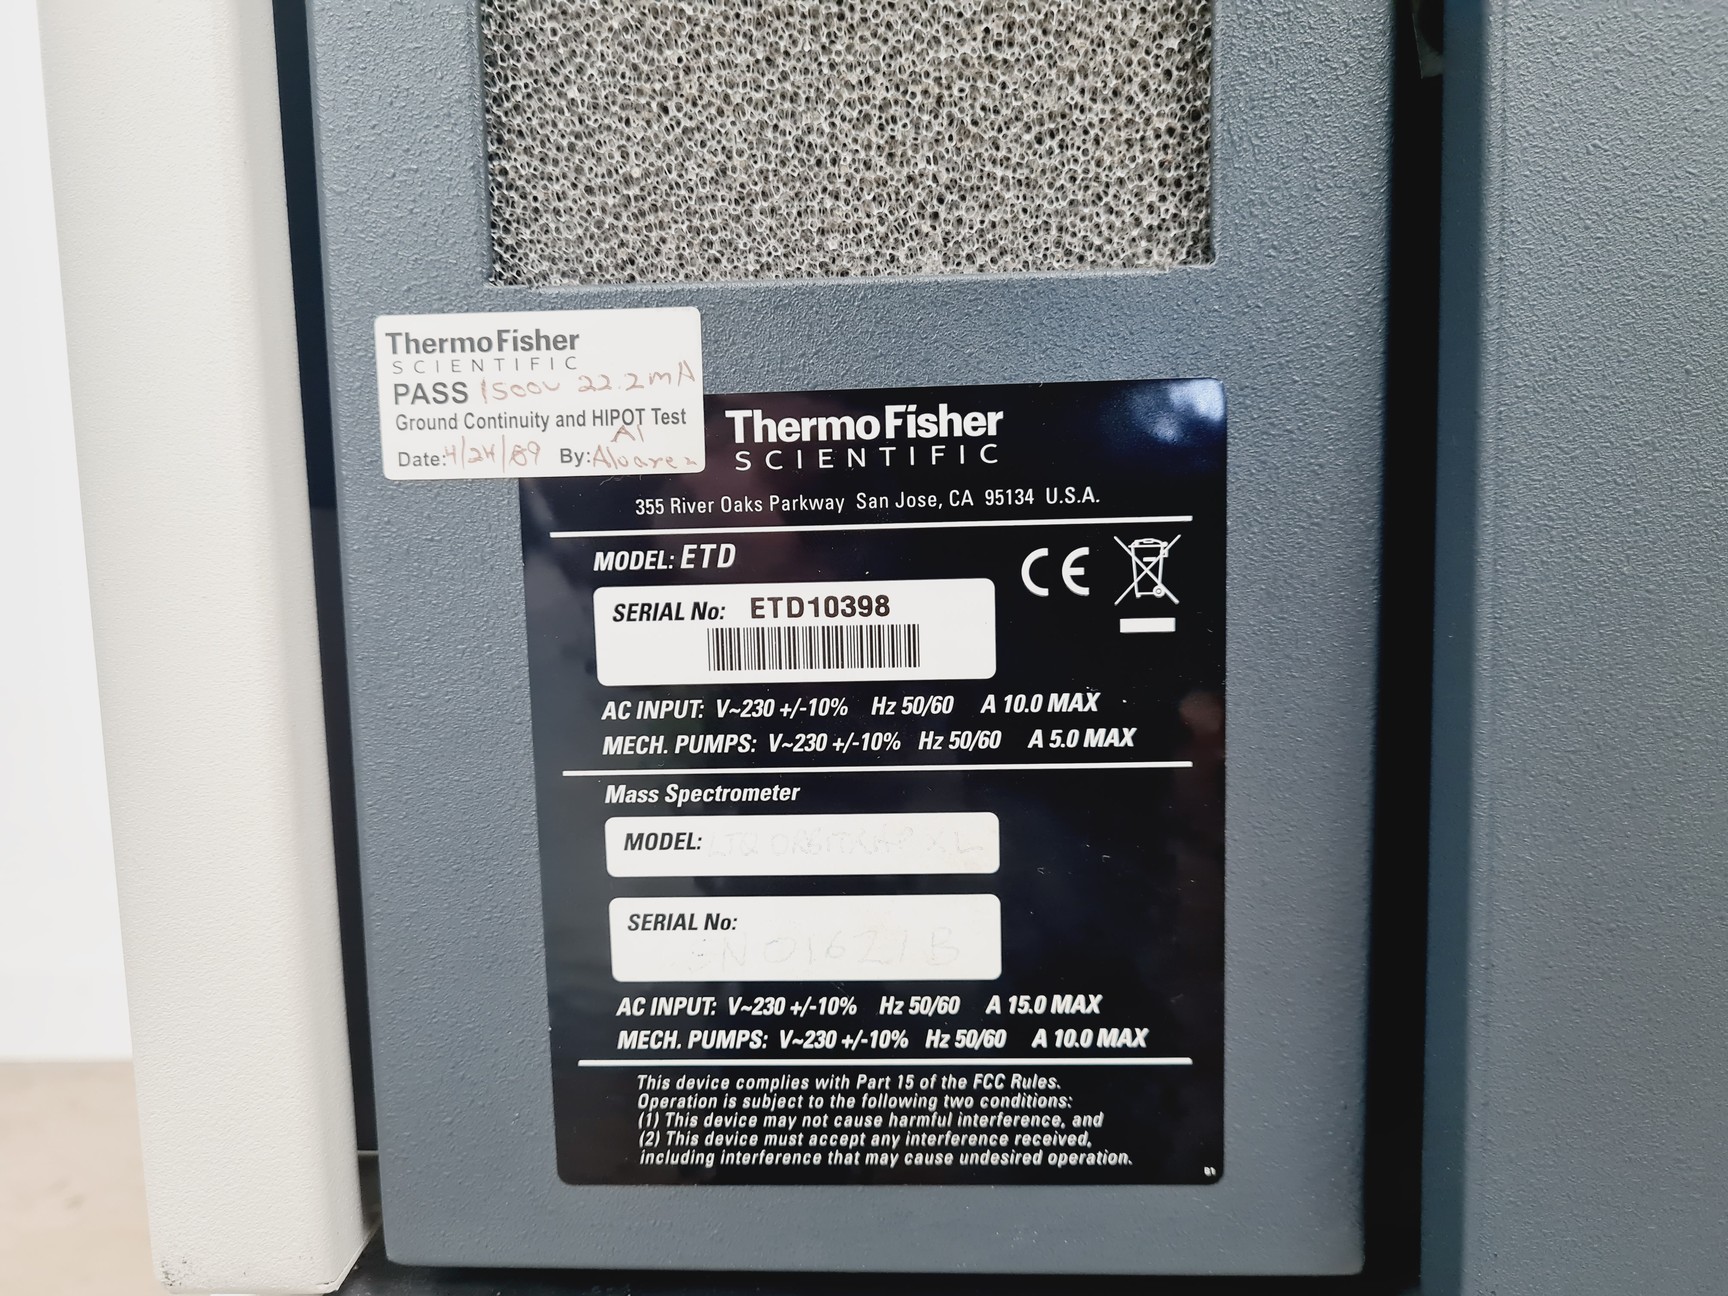 Thermo Fisher
SCIENTIFIC
PASS 1500v 22.2mA
Ground Continuity and HIPOT Test
Date: 4/24/09 By: Al Alvarez
Thermo Fisher
SCIENTIFIC
355 River Oaks Parkway San Jose, CA 95134 U.S.A.
MODEL: ETD
CE
SERIAL No: ETD10398
AC INPUT: V~230 +/-10% Hz 50/60 A 10.0 MAX
MECH. PUMPS: V~230 +/-10% Hz 50/60 A 5.0 MAX
Mass Spectrometer
MODEL: LTQ ORBITRAP XL
SERIAL No:
AC INPUT: V~230 +/-10% Hz 50/60 A 15.0 MAX
MECH. PUMPS: V~230 +/-10% Hz 50/60 A 10.0 MAX
This device complies with Part 15 of the FCC Rules.
Operation is subject to the following two conditions:
(1) This device may not cause harmful interference, and
(2) This device must accept any interference received,
including interference that may cause undesired operation.